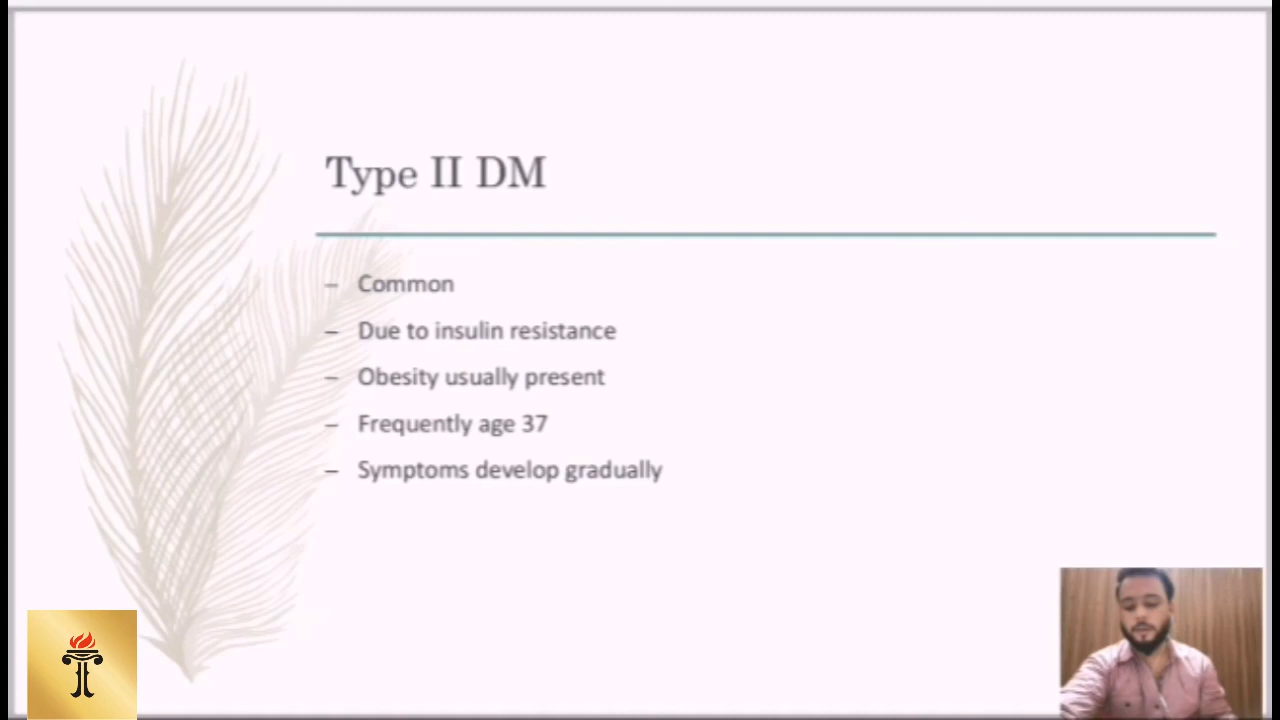 Type II DM
– Common
– Due to insulin resistance
– Obesity usually present
– Frequently age 37
– Symptoms develop gradually